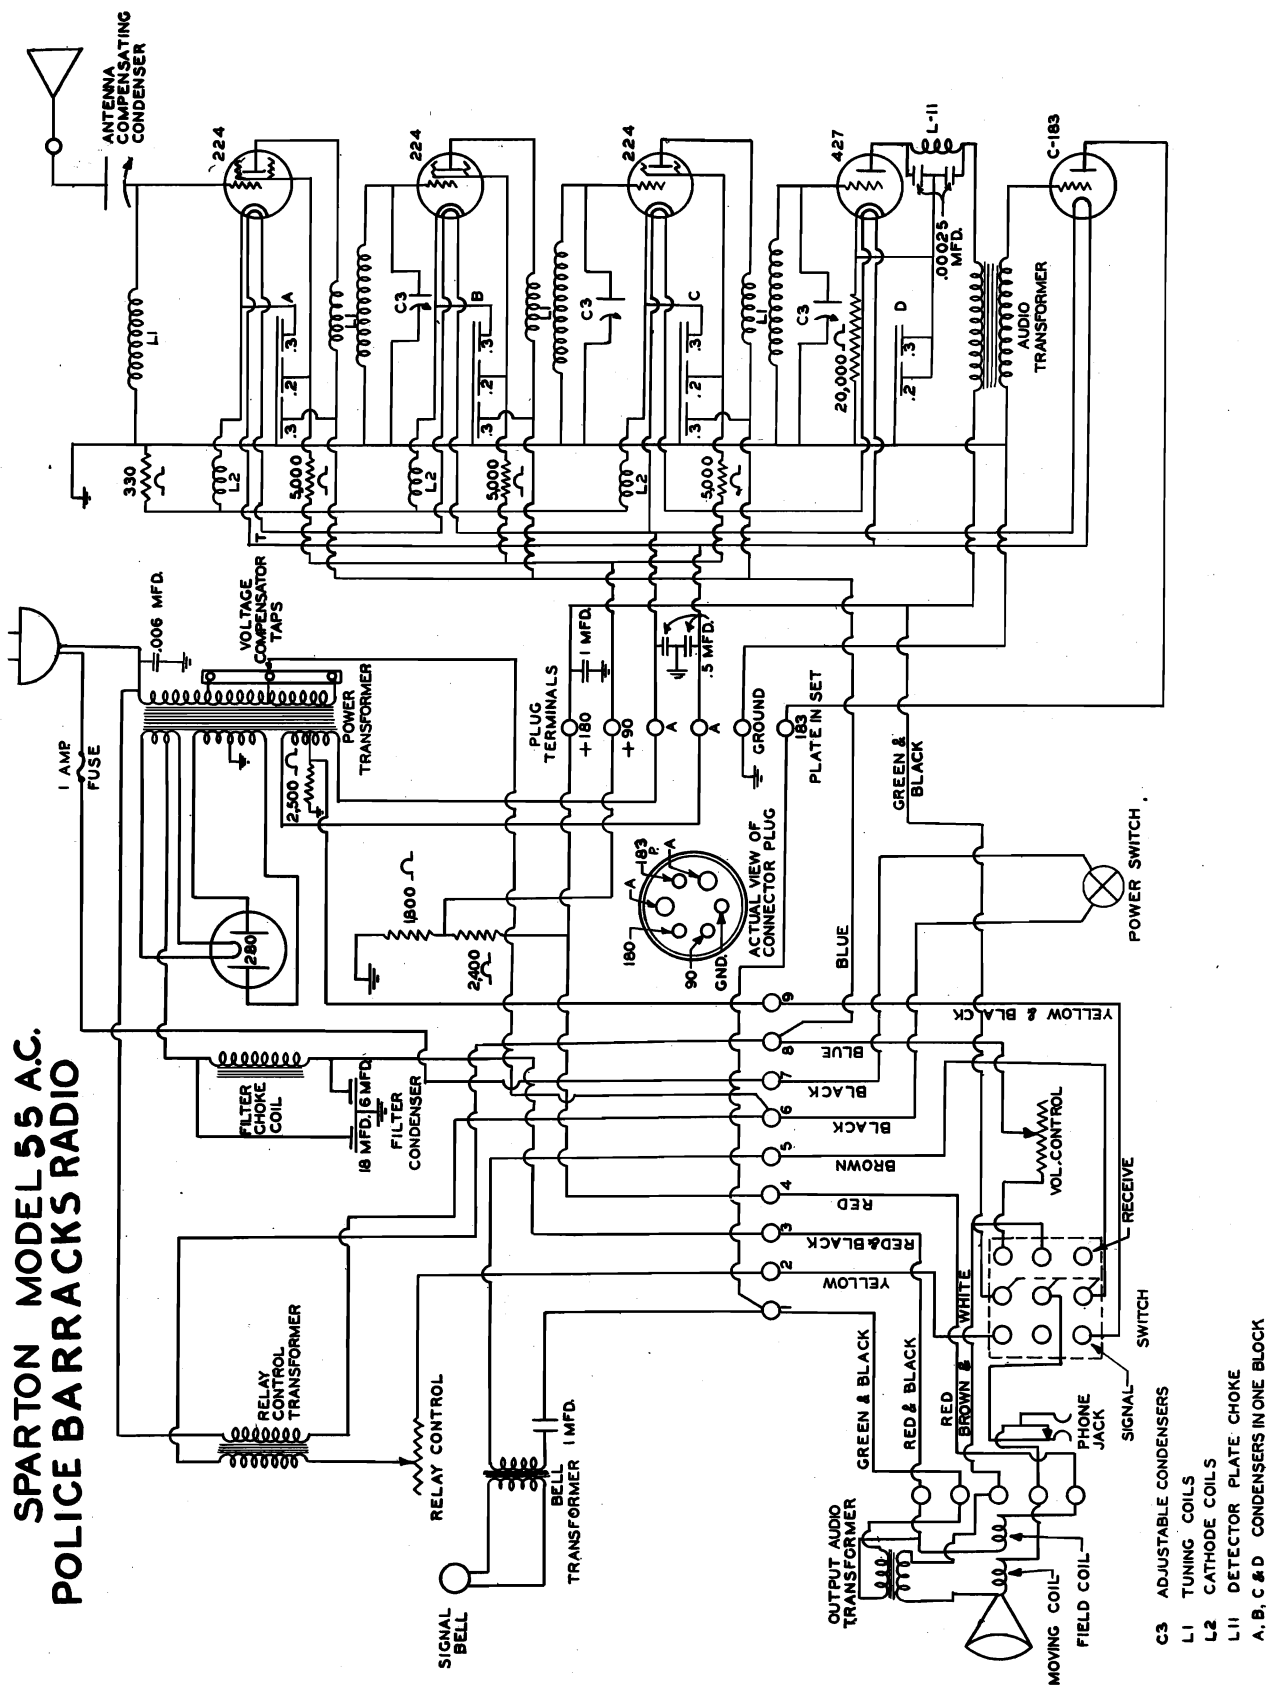 SPARTON MODEL 55 A.C.
POLICE BARRACKS RADIO
ANTENNA
COMPENSATING
CONDENSER
224
224
224
427
L-11
C-183
.00025
MFD.
L1
L1
L1
L1
C3
C3
C3
A
B
C
D
.3
.2
.3
.3
.2
.3
.3
.2
.3
.3
.2
20,000
AUDIO
TRANSFORMER
330
L2
5,000
L2
5,000
L2
5,000
T
.006 MFD.
VOLTAGE
COMPENSATOR
TAPS
POWER
TRANSFORMER
1 AMP
FUSE
2,500
280
PLUG
TERMINALS
+180
+90
A
A
GROUND
183
PLATE IN SET
1 MFD.
.5 MFD.
GREEN &
BLACK
1,800
2,400
180
A
183
P.
A
90
GND.
ACTUAL VIEW OF
CONNECTOR PLUG
BLUE
POWER SWITCH
FILTER
CHOKE
COIL
18 MFD.
6 MFD.
FILTER
CONDENSER
9
8
7
6
5
4
3
2
1
YELLOW & BLACK
BLUE
BLACK
BLACK
BROWN
RED
RED&BLACK
YELLOW
VOL. CONTROL
RECEIVE
SWITCH
SIGNAL
RELAY
CONTROL
TRANSFORMER
RELAY CONTROL
BELL
TRANSFORMER
1 MFD.
SIGNAL
BELL
GREEN & BLACK
RED & BLACK
RED
BROWN & WHITE
PHONE
JACK
OUTPUT AUDIO
TRANSFORMER
MOVING COIL
FIELD COIL
C3 ADJUSTABLE CONDENSERS
L1 TUNING COILS
L2 CATHODE COILS
L11 DETECTOR PLATE CHOKE
A, B, C & D CONDENSERS IN ONE BLOCK